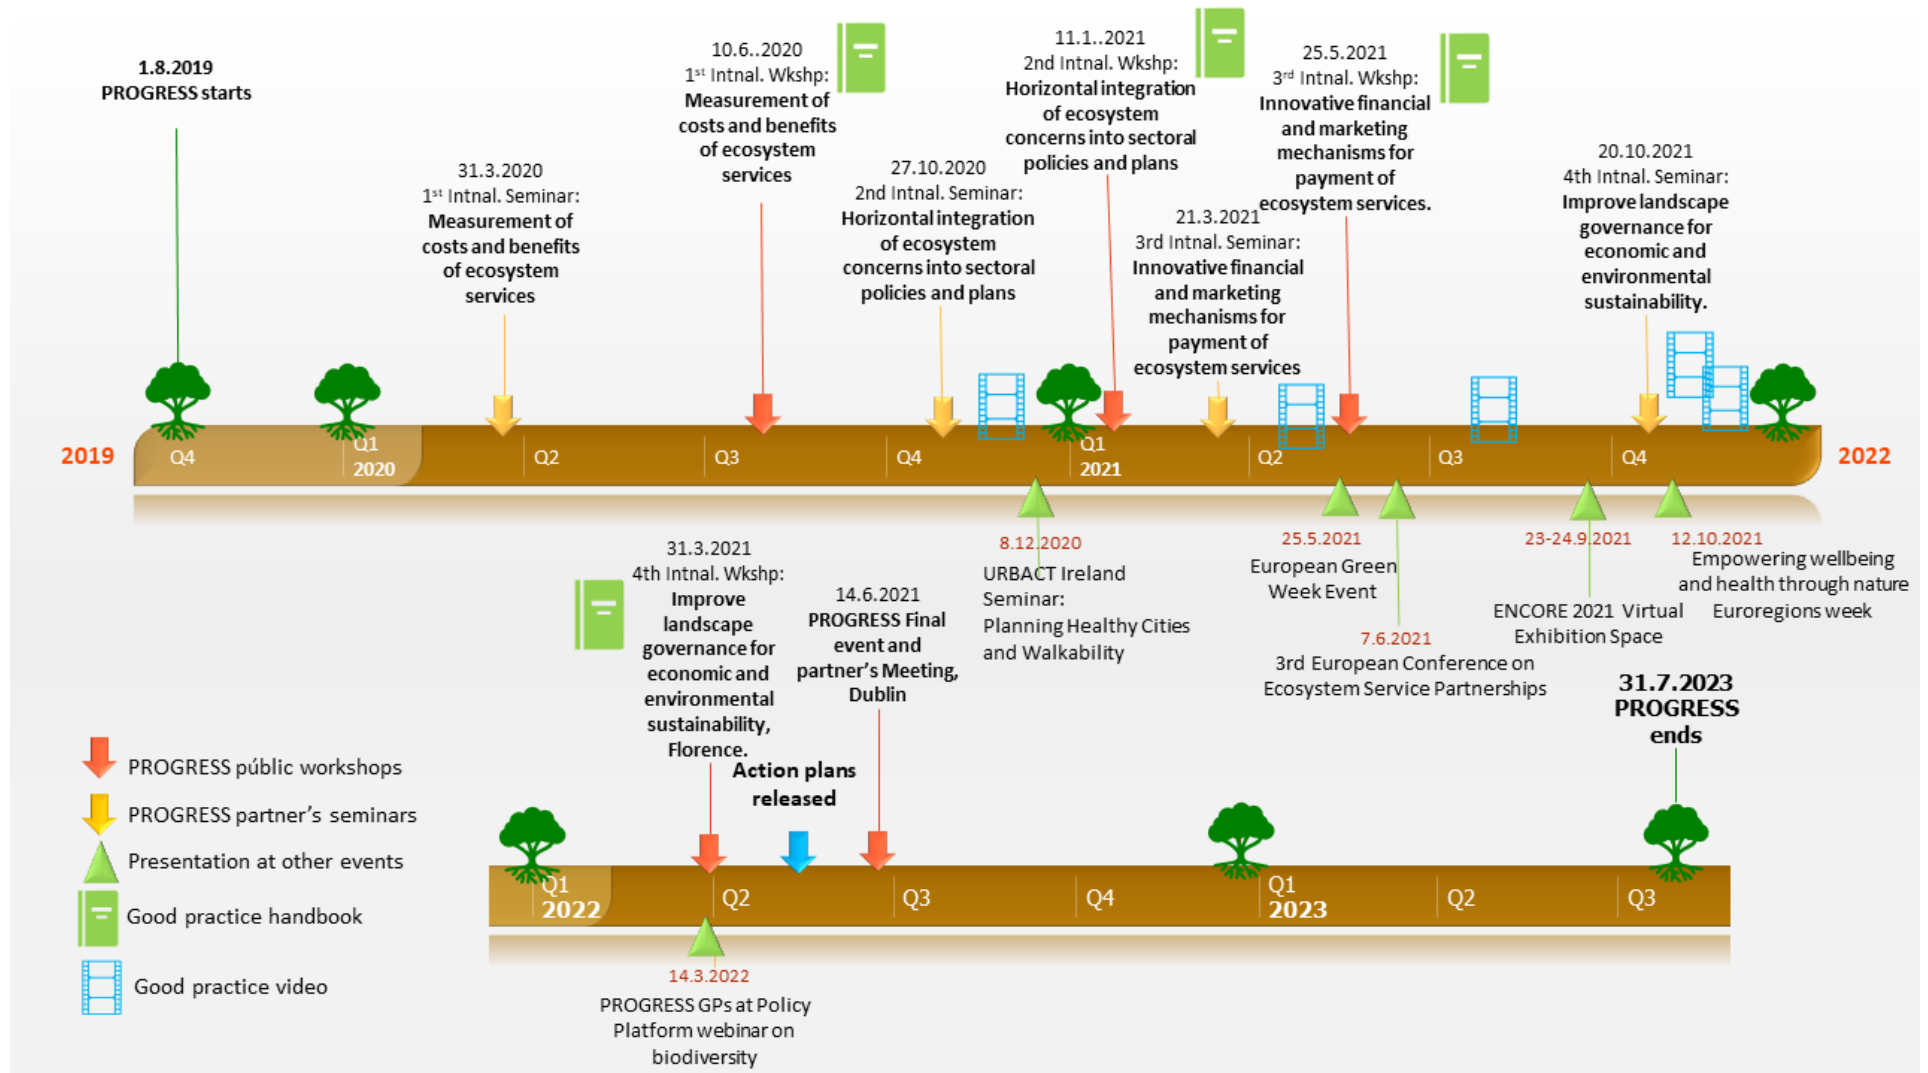 1.8.2019
PROGRESS starts
31.3.2020
1st Intnal. Seminar:
Measurement of
costs and benefits
of ecosystem
services
10.6..2020
1st Intnal. Wkshp:
Measurement of
costs and benefits
of ecosystem
services
27.10.2020
2nd Intnal. Seminar:
Horizontal integration
of ecosystem
concerns into sectoral
policies and plans
11.1..2021
2nd Intnal. Wkshp:
Horizontal integration
of ecosystem
concerns into sectoral
policies and plans
21.3.2021
3rd Intnal. Seminar:
Innovative financial
and marketing
mechanisms for
payment of
ecosystem services
25.5.2021
3rd Intnal. Wkshp:
Innovative financial
and marketing
mechanisms for
payment of
ecosystem services.
20.10.2021
4th Intnal. Seminar:
Improve landscape
governance for
economic and
environmental
sustainability.
2019
Q4
Q1
2020
Q2
Q3
Q4
Q1
2021
Q2
Q3
Q4
2022
8.12.2020
URBACT Ireland
Seminar:
Planning Healthy Cities
and Walkability
25.5.2021
European Green
Week Event
7.6.2021
3rd European Conference on
Ecosystem Service Partnerships
23-24.9.2021
ENCORE 2021 Virtual
Exhibition Space
12.10.2021
Empowering wellbeing
and health through nature
Euroregions week
31.3.2021
4th Intnal. Wkshp:
Improve
landscape
governance for
economic and
environmental
sustainability,
Florence.
Action plans
released
14.6.2021
PROGRESS Final
event and
partner's Meeting,
Dublin
31.7.2023
PROGRESS
ends
PROGRESS públic workshops
PROGRESS partner's seminars
Presentation at other events
Good practice handbook
Good practice video
Q1
2022
Q2
Q3
Q4
Q1
2023
Q2
Q3
14.3.2022
PROGRESS GPs at Policy
Platform webinar on
biodiversity